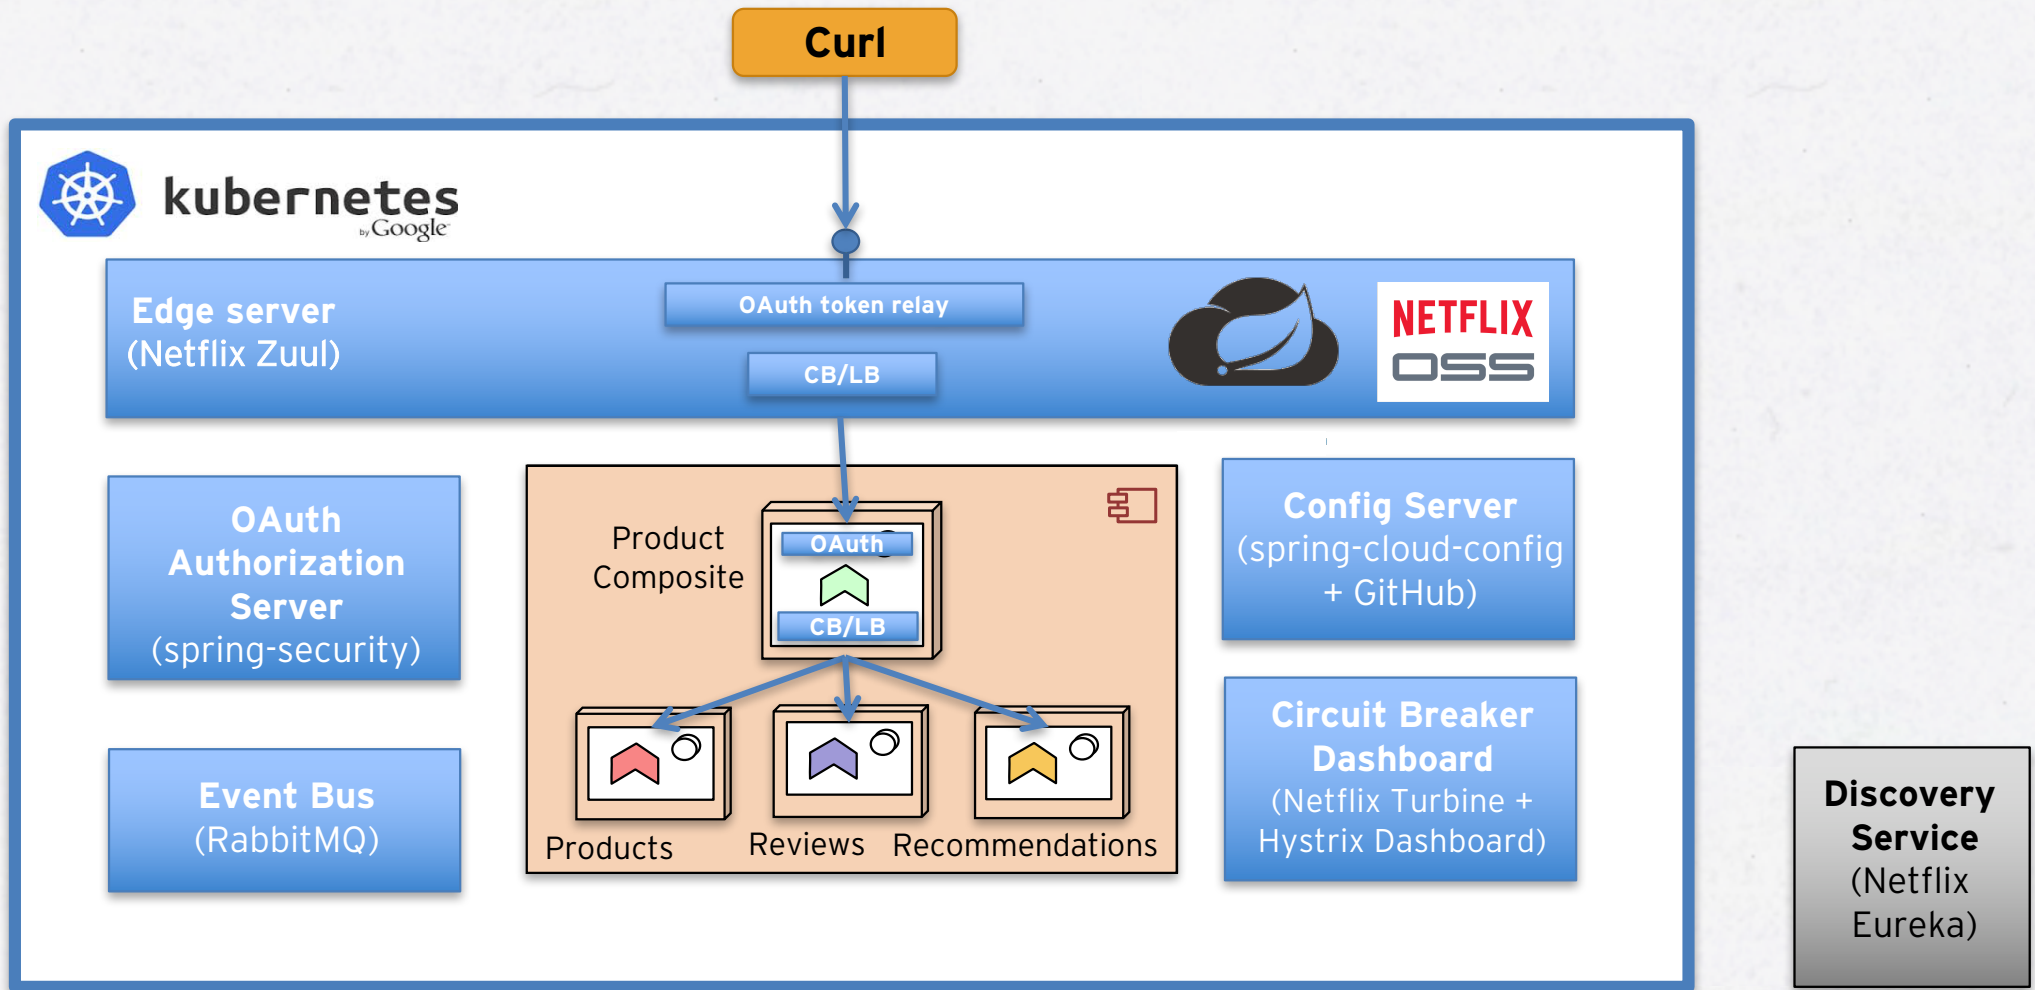 Curl
kubernetes
by Google
Edge server
(Netflix Zuul)
OAuth token relay
CB/LB
NETFLIX
OSS
OAuth
Authorization
Server
(spring-security)
Event Bus
(RabbitMQ)
Product
Composite
OAuth
CB/LB
Products
Reviews
Recommendations
Config Server
(spring-cloud-config
+ GitHub)
Circuit Breaker
Dashboard
(Netflix Turbine +
Hystrix Dashboard)
Discovery
Service
(Netflix
Eureka)